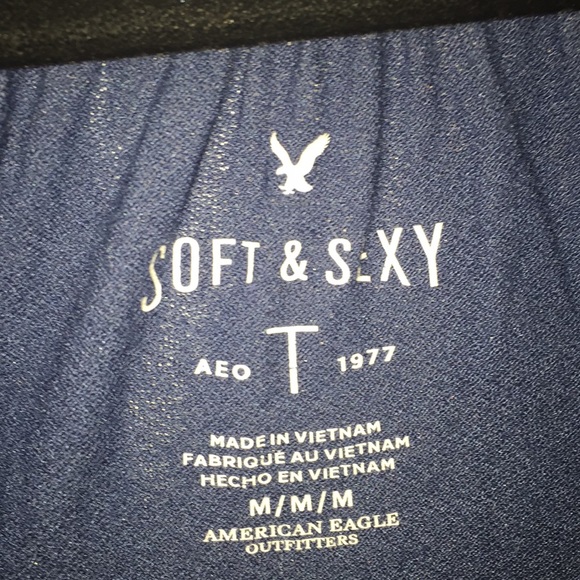 SOFT & SEXY
AEO T 1977
MADE IN VIETNAM
FABRIQUÉ AU VIETNAM
HECHO EN VIETNAM
M/M/M
AMERICAN EAGLE
OUTFITTERS